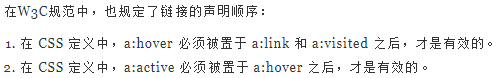 在W3C规范中，也规定了链接的声明顺序：
1. 在 CSS 定义中，a:hover 必须被置于 a:link 和 a:visited 之后，才是有效的。
2. 在 CSS 定义中，a:active 必须被置于 a:hover 之后，才是有效的。